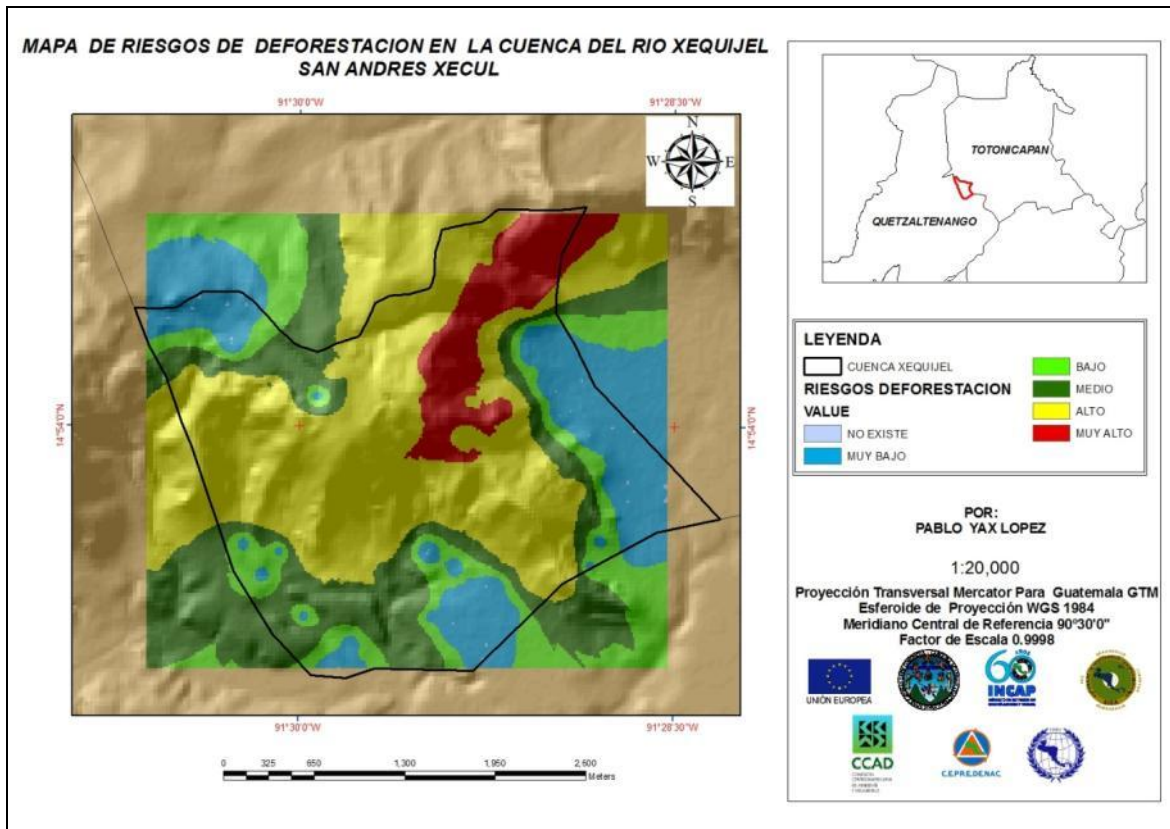 MAPA DE RIESGOS DE DEFORESTACION EN LA CUENCA DEL RIO XEQUIJEL
SAN ANDRES XECUL
91°30'0"W
91°28'30"W
N
W
E
S
14°54'0"N
14°54'0"N
91°30'0"W
91°28'30"W
0 325 650 1,300 1,950 2,600
Meters
TOTONICAPAN
QUETZALTENANGO
LEYENDA
CUENCA XEQUIJEL
RIESGOS DEFORESTACION
VALUE
NO EXISTE
MUY BAJO
BAJO
MEDIO
ALTO
MUY ALTO
POR:
PABLO YAX LOPEZ
1:20,000
Proyección Transversal Mercator Para Guatemala GTM
Esferoide de Proyección WGS 1984
Meridiano Central de Referencia 90°30'0"
Factor de Escala 0.9998
UNIÓN EUROPEA
60
INCAP
CCAD
C.E.P.R.E.D.E.N.A.C